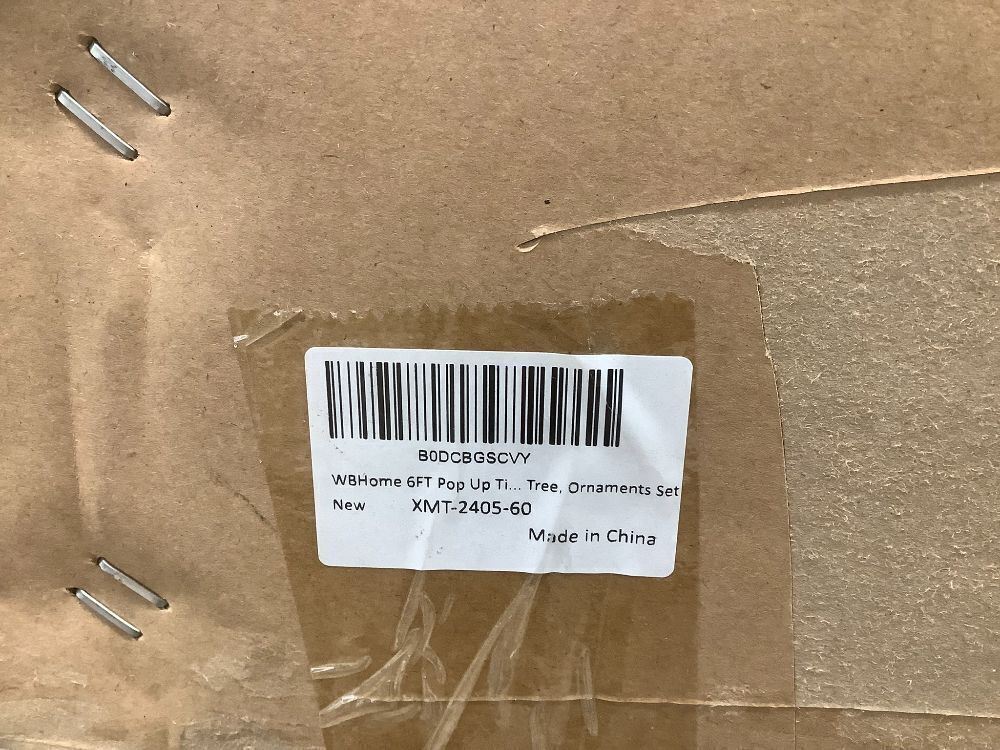 B0DCBGSCVY
WBHome 6FT Pop Up Ti... Tree, Ornaments Set
New XMT-2405-60
Made in China